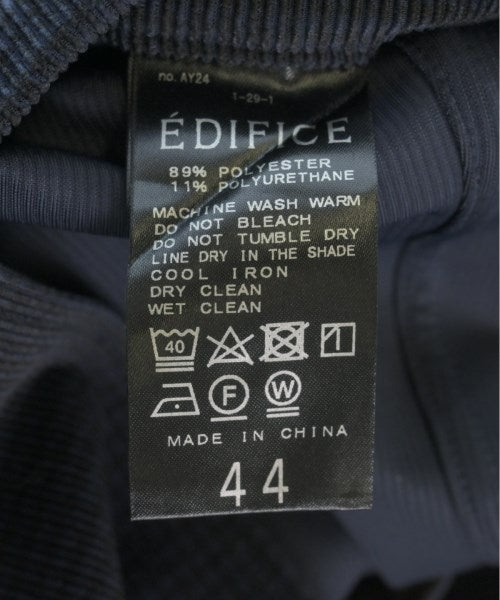 no. AY24
1-29-1
ÉDIFICE
89% POLYESTER
11% POLYURETHANE
MACHINE WASH WARM
DO NOT BLEACH
DO NOT TUMBLE DRY
LINE DRY IN THE SHADE
COOL IRON
DRY CLEAN
WET CLEAN
40
F W
MADE IN CHINA
44